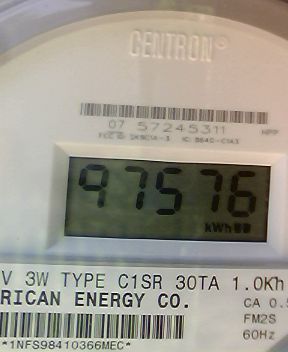 CENTRON®
07 57245311 HPP
97576
kWh
V 3W TYPE C1SR 30TA 1.0Kh
RICAN ENERGY CO.
CA 0.5
FM2S
60Hz
*1NFS98410366MEC*